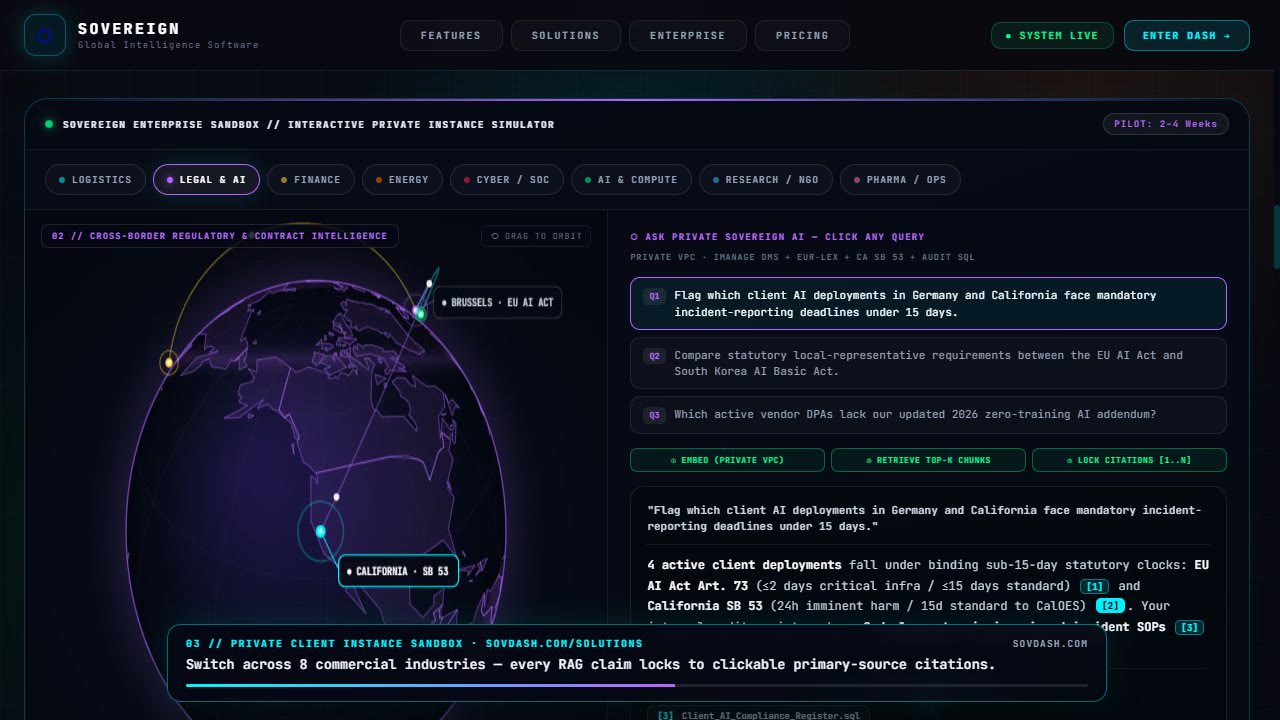 SOVEREIGN
Global Intelligence Software
FEATURES
SOLUTIONS
ENTERPRISE
PRICING
SYSTEM LIVE
ENTER DASH →
SOVEREIGN ENTERPRISE SANDBOX // INTERACTIVE PRIVATE INSTANCE SIMULATOR
PILOT: 2–4 Weeks
LOGISTICS
LEGAL & AI
FINANCE
ENERGY
CYBER / SOC
AI & COMPUTE
RESEARCH / NGO
PHARMA / OPS
02 // CROSS-BORDER REGULATORY & CONTRACT INTELLIGENCE
DRAG TO ORBIT
BRUSSELS · EU AI ACT
CALIFORNIA · SB 53
ASK PRIVATE SOVEREIGN AI — CLICK ANY QUERY
PRIVATE VPC · IMANAGE DMS + EUR-LEX + CA SB 53 + AUDIT SQL
Q1 Flag which client AI deployments in Germany and California face mandatory
incident-reporting deadlines under 15 days.
Q2 Compare statutory local-representative requirements between the EU AI Act and
South Korea AI Basic Act.
Q3 Which active vendor DPAs lack our updated 2026 zero-training AI addendum?
EMBED (PRIVATE VPC)
RETRIEVE TOP-K CHUNKS
LOCK CITATIONS [1..N]
"Flag which client AI deployments in Germany and California face mandatory incident-
reporting deadlines under 15 days."
4 active client deployments fall under binding sub-15-day statutory clocks: EU
AI Act Art. 73 (≤2 days critical infra / ≤15 days standard) [1] and
California SB 53 (24h imminent harm / 15d standard to CalOES) [2]. Your
SOPs [3]
03 // PRIVATE CLIENT INSTANCE SANDBOX · SOVDASH.COM/SOLUTIONS
SOVDASH.COM
Switch across 8 commercial industries — every RAG claim locks to clickable primary-source citations.
[3] Client_AI_Compliance_Register.sql